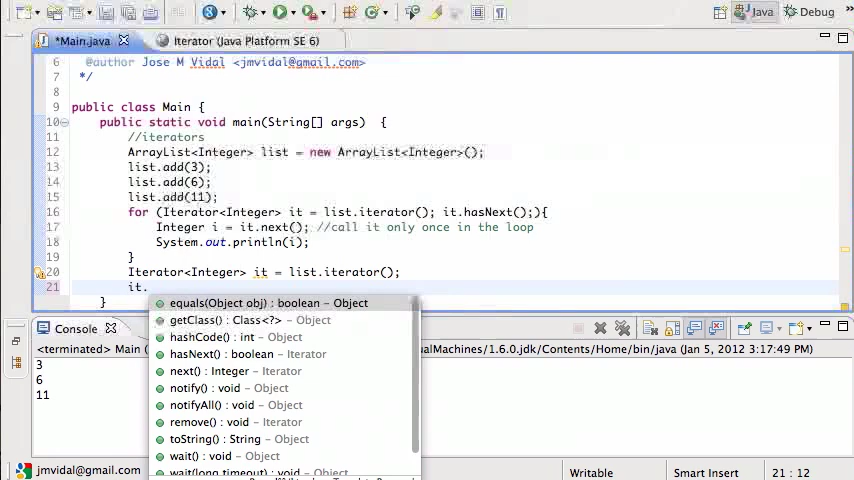 Java
Debug
*Main.java
Iterator (Java Platform SE 6)
6 @author Jose M Vidal <jmvidal@gmail.com>
7 */
8
9 public class Main {
10 public static void main(String[] args) {
11 //iterators
12 ArrayList<Integer> list = new ArrayList<Integer>();
13 list.add(3);
14 list.add(6);
15 list.add(11);
16 for (Iterator<Integer> it = list.iterator(); it.hasNext();){
17 Integer i = it.next(); //call it only once in the loop
18 System.out.println(i);
19 }
20 Iterator<Integer> it = list.iterator();
21 it.
}
equals(Object obj) : boolean – Object
getClass() : Class<?> – Object
hashCode() : int – Object
hasNext() : boolean – Iterator
next() : Integer – Iterator
notify() : void – Object
notifyAll() : void – Object
remove() : void – Iterator
toString() : String – Object
wait() : void – Object
wait(long timeout) : void – Object
Console
<terminated> Main (
ualMachines/1.6.0.jdk/Contents/Home/bin/java (Jan 5, 2012 3:17:49 PM)
3
6
11
jmvidal@gmail.com
Writable
Smart Insert
21 : 12